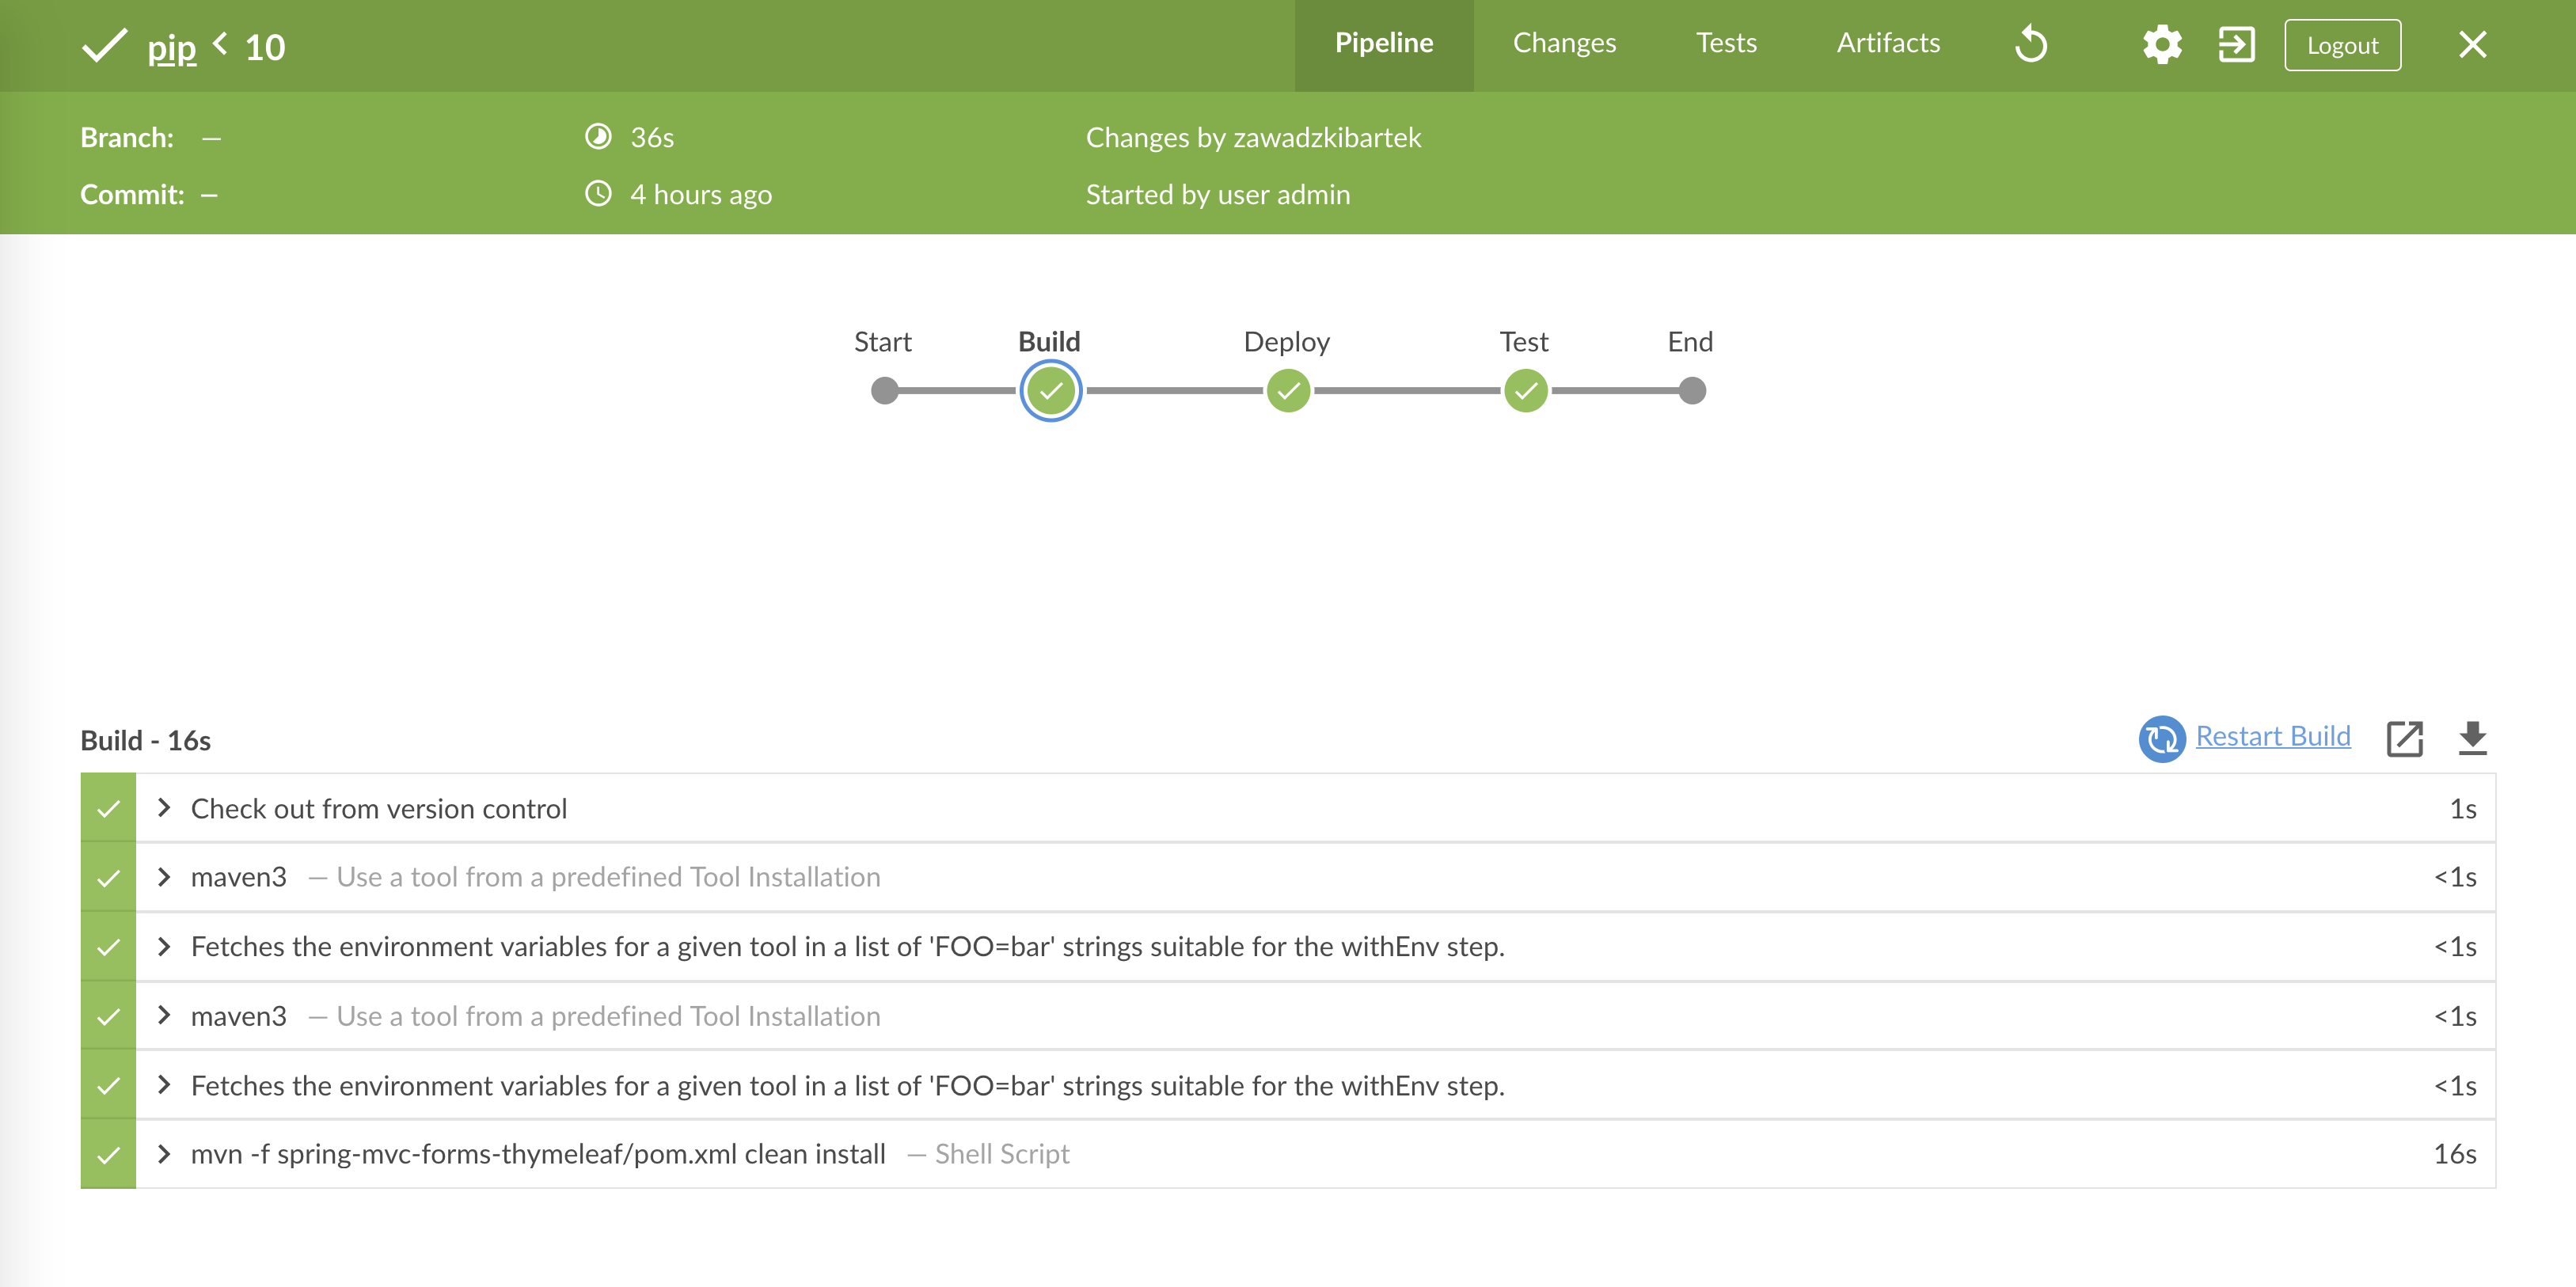 pip < 10
Pipeline Changes Tests Artifacts Logout
Branch: — 36s Changes by zawadzkibartek
Commit: — 4 hours ago Started by user admin
Start Build Deploy Test End
Build - 16s Restart Build
Check out from version control 1s
maven3 — Use a tool from a predefined Tool Installation <1s
Fetches the environment variables for a given tool in a list of 'FOO=bar' strings suitable for the withEnv step. <1s
maven3 — Use a tool from a predefined Tool Installation <1s
Fetches the environment variables for a given tool in a list of 'FOO=bar' strings suitable for the withEnv step. <1s
mvn -f spring-mvc-forms-thymeleaf/pom.xml clean install — Shell Script 16s